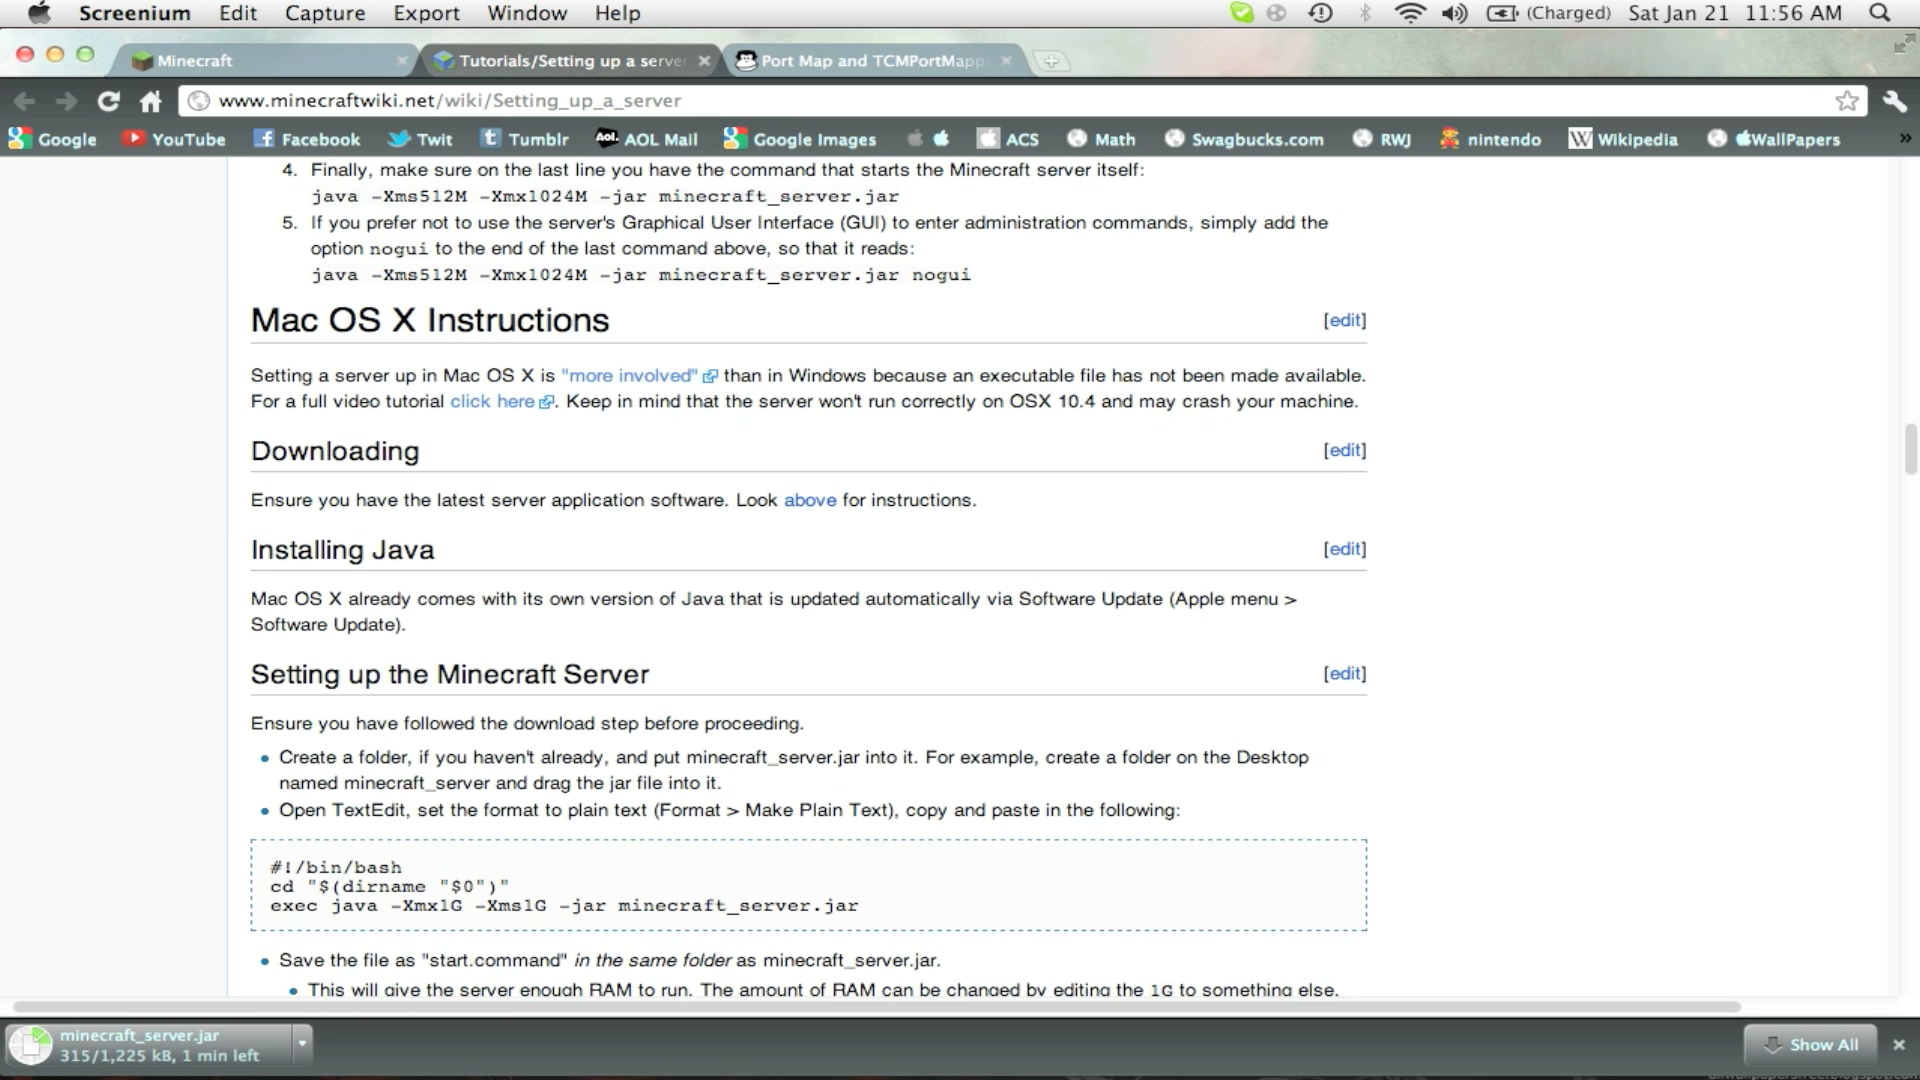 Screenium Edit Capture Export Window Help (Charged) Sat Jan 21 11:56 AM
Minecraft Tutorials/Setting up a server Port Map and TCMPortMapp
www.minecraftwiki.net/wiki/Setting_up_a_server
Google YouTube Facebook Twit Tumblr Aol. AOL Mail Google Images ACS Math Swagbucks.com RWJ nintendo W Wikipedia WallPapers »
4. Finally, make sure on the last line you have the command that starts the Minecraft server itself:
java -Xms512M -Xmx1024M -jar minecraft_server.jar
5. If you prefer not to use the server's Graphical User Interface (GUI) to enter administration commands, simply add the
option nogui to the end of the last command above, so that it reads:
java -Xms512M -Xmx1024M -jar minecraft_server.jar nogui
Mac OS X Instructions [edit]
Setting a server up in Mac OS X is "more involved" than in Windows because an executable file has not been made available.
For a full video tutorial click here. Keep in mind that the server won't run correctly on OSX 10.4 and may crash your machine.
Downloading [edit]
Ensure you have the latest server application software. Look above for instructions.
Installing Java [edit]
Mac OS X already comes with its own version of Java that is updated automatically via Software Update (Apple menu >
Software Update).
Setting up the Minecraft Server [edit]
Ensure you have followed the download step before proceeding.
• Create a folder, if you haven't already, and put minecraft_server.jar into it. For example, create a folder on the Desktop
named minecraft_server and drag the jar file into it.
• Open TextEdit, set the format to plain text (Format > Make Plain Text), copy and paste in the following:
#!/bin/bash
cd "$(dirname "$0")"
exec java -Xmx1G -Xms1G -jar minecraft_server.jar
• Save the file as "start.command" in the same folder as minecraft_server.jar.
• This will give the server enough RAM to run. The amount of RAM can be changed by editing the 1G to something else.
minecraft_server.jar
315/1,225 kB, 1 min left
Show All